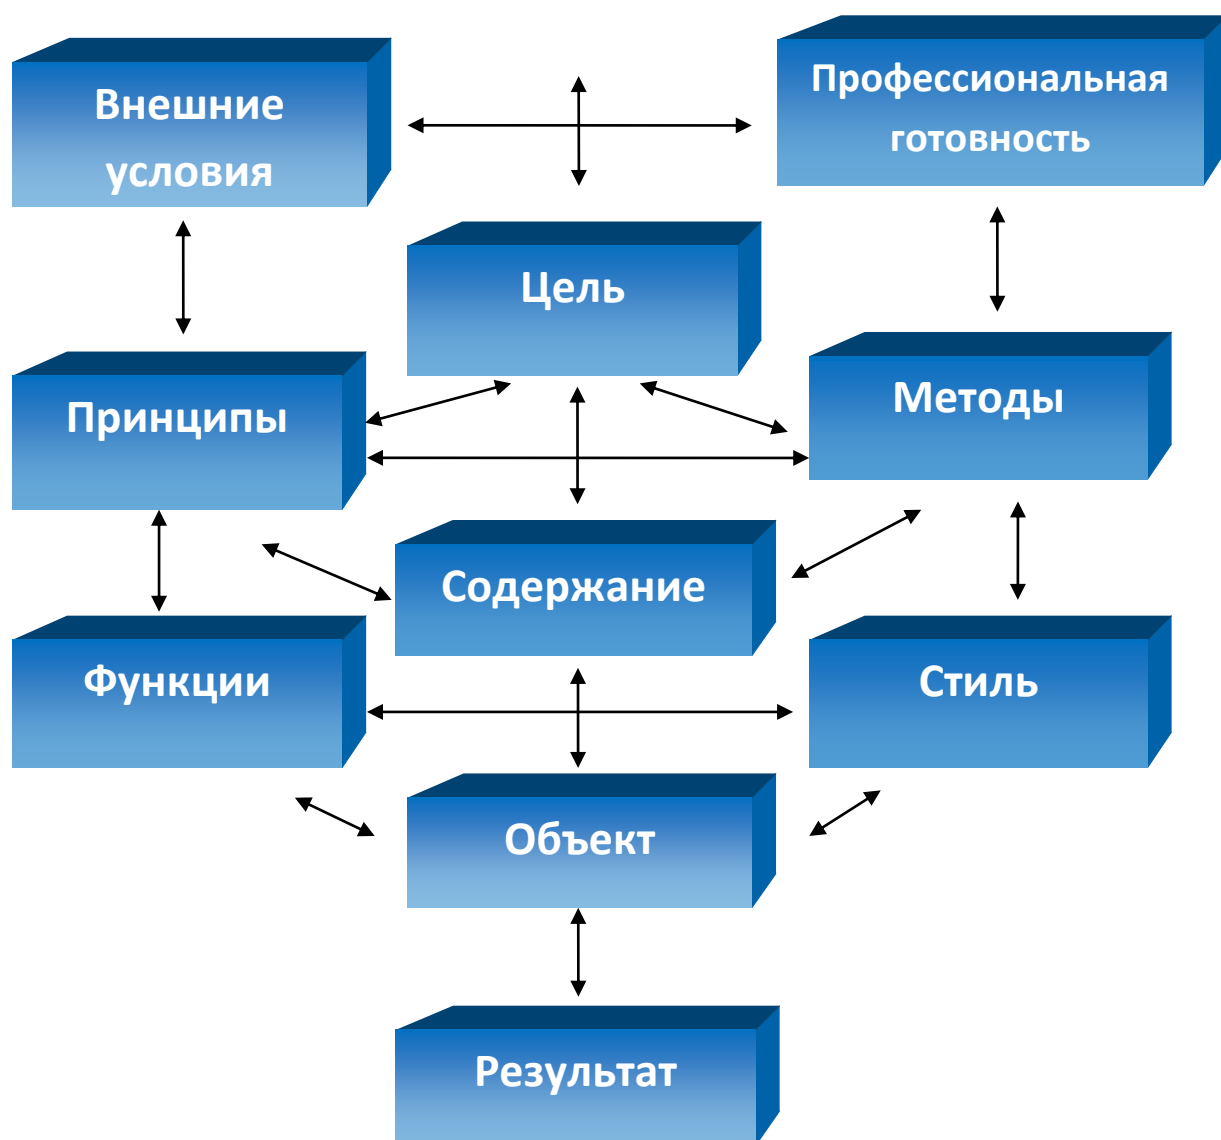 Внешние
условия
Профессиональная
готовность
Цель
Принципы
Методы
Содержание
Функции
Стиль
Объект
Результат